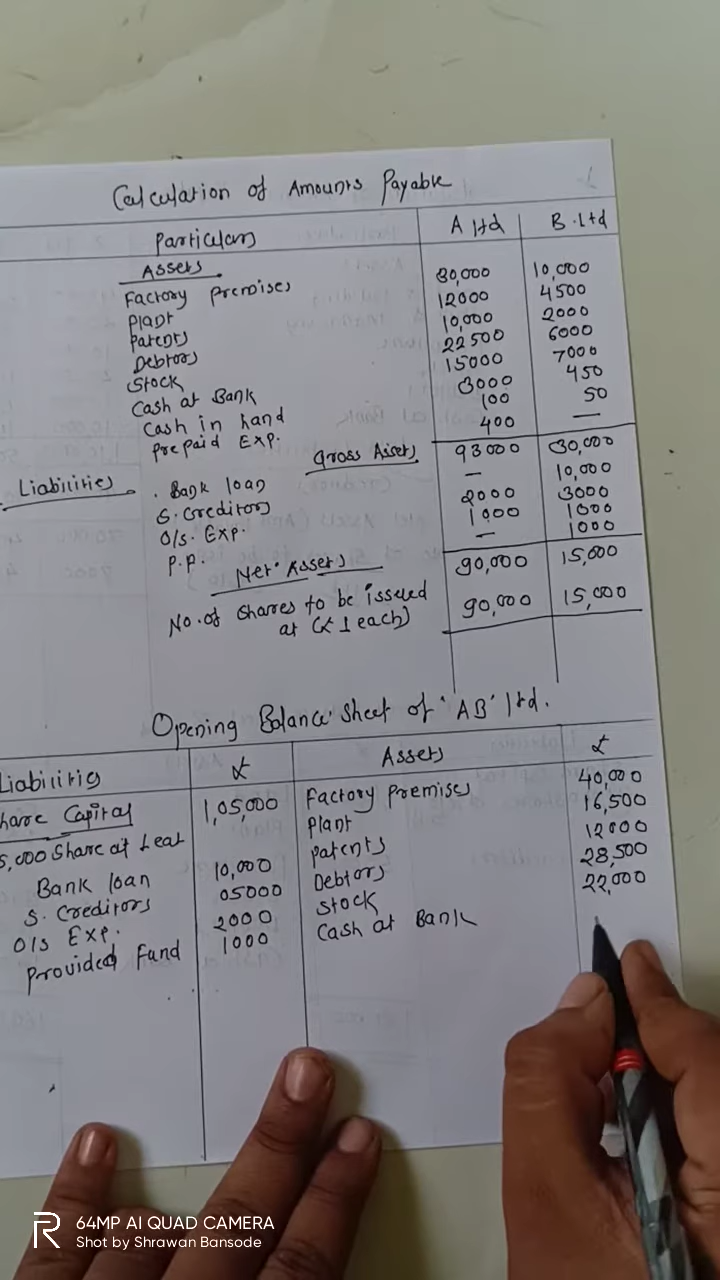 Calculation of Amounts Payable
Particulars A ltd B.ltd
Assets
Factory Premises 30,000 10,000
Plant 12000 4500
Patents 10,000 2000
Debtors 22500 6000
Stock 15000 7000
Cash at Bank 3000 450
Cash in hand 100 50
Prepaid Exp. 400 —
Gross Assets 93000 30,000
Liabilities . Bank loan — 10,000
S. Creditors 2000 3000
O/s. Exp. 1000 1000
P.P. — 1000
Net Assets 90,000 15,000
No. of shares to be issued 90,000 15,000
at (£ 1 each)
Opening Balance Sheet of 'AB' ltd.
Liabilities £ Assets £
hare Capital 1,05,000 Factory Premises 40,000
5,000 Share of £ Plant 16,500
Bank loan 10,000 Patents 12000
S. Creditors 05000 Debtors 28,500
O/s Exp. 2000 Stock 22,000
Provided Fund 1000 Cash at Bank
R
64MP AI QUAD CAMERA
Shot by Shrawan Bansode